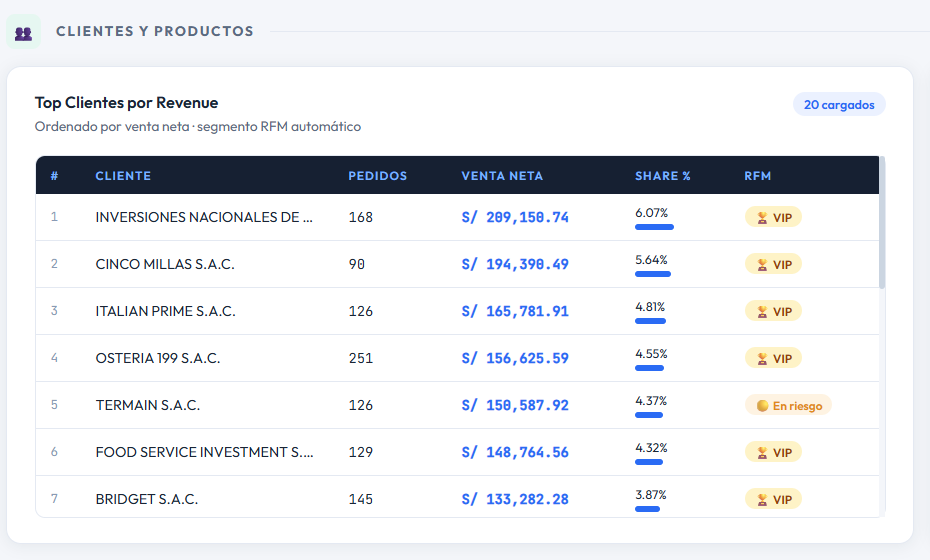 CLIENTES Y PRODUCTOS
Top Clientes por Revenue
20 cargados
Ordenado por venta neta · segmento RFM automático
# CLIENTE PEDIDOS VENTA NETA SHARE % RFM
1 INVERSIONES NACIONALES DE ... 168 S/ 209,150.74 6.07% VIP
2 CINCO MILLAS S.A.C. 90 S/ 194,390.49 5.64% VIP
3 ITALIAN PRIME S.A.C. 126 S/ 165,781.91 4.81% VIP
4 OSTERIA 199 S.A.C. 251 S/ 156,625.59 4.55% VIP
5 TERMAIN S.A.C. 126 S/ 150,587.92 4.37% En riesgo
6 FOOD SERVICE INVESTMENT S.... 129 S/ 148,764.56 4.32% VIP
7 BRIDGET S.A.C. 145 S/ 133,282.28 3.87% VIP